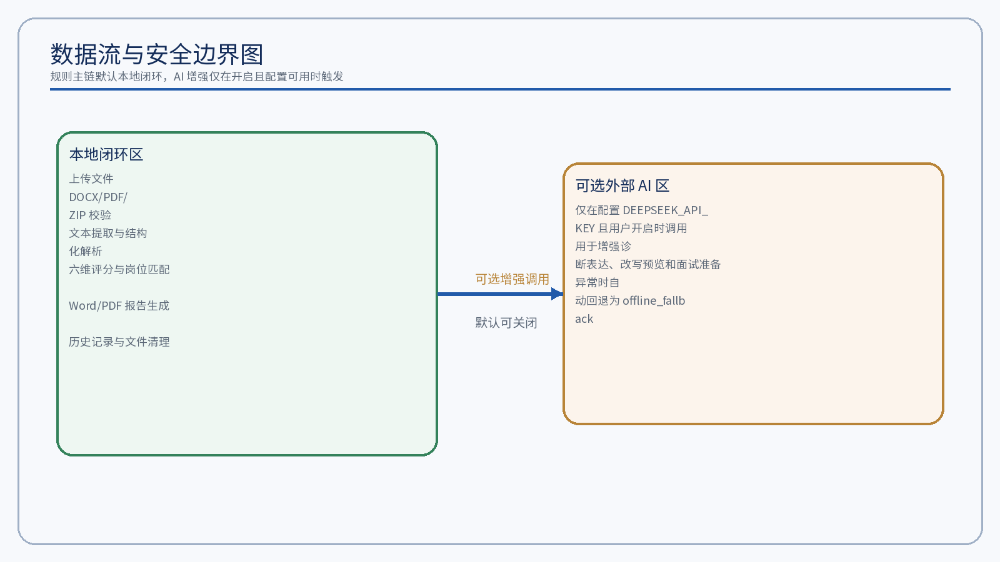 数据流与安全边界图
规则主链默认本地闭环，AI 增强仅在开启且配置可用时触发
本地闭环区
上传文件
DOCX/PDF/
ZIP 校验
文本提取与结构
化解析
六维评分与岗位匹配
Word/PDF 报告生成
历史记录与文件清理
可选增强调用
默认可关闭
可选外部 AI 区
仅在配置 DEEPSEEK_API_
KEY 且用户开启时调用
用于增强诊
断表达、改写预览和面试准备
异常时自
动回退为 offline_fallb
ack